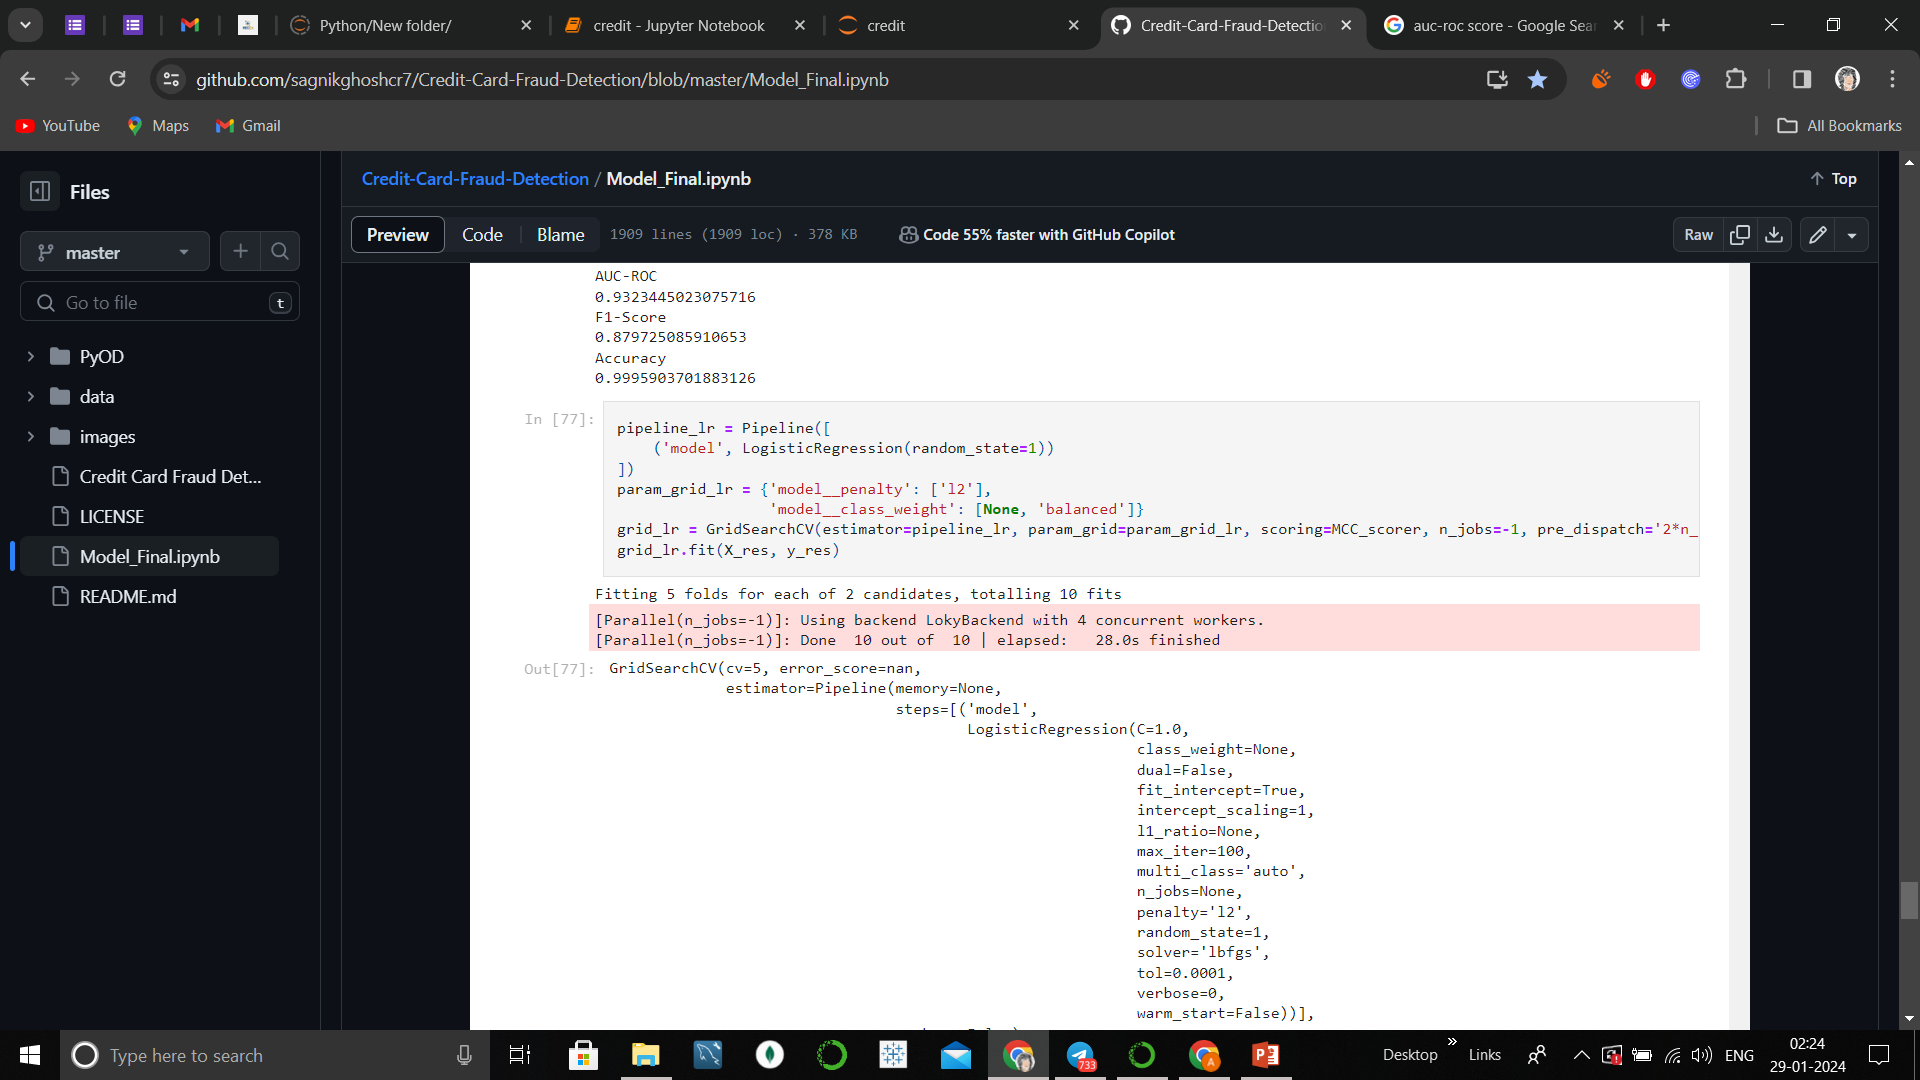 Python/New folder/
credit - Jupyter Notebook
credit
Credit-Card-Fraud-Detectio
auc-roc score - Google Sear
github.com/sagnikghoshcr7/Credit-Card-Fraud-Detection/blob/master/Model_Final.ipynb
YouTube
Maps
Gmail
All Bookmarks
Files
Credit-Card-Fraud-Detection / Model_Final.ipynb
Top
master
Preview
Code
Blame
1909 lines (1909 loc) · 378 KB
Code 55% faster with GitHub Copilot
Raw
Go to file
t
PyOD
data
images
Credit Card Fraud Det...
LICENSE
Model_Final.ipynb
README.md
AUC-ROC
0.9323445023075716
F1-Score
0.879725085910653
Accuracy
0.9995903701883126
In [77]:
pipeline_lr = Pipeline([
('model', LogisticRegression(random_state=1))
])
param_grid_lr = {'model__penalty': ['l2'],
'model__class_weight': [None, 'balanced']}
grid_lr = GridSearchCV(estimator=pipeline_lr, param_grid=param_grid_lr, scoring=MCC_scorer, n_jobs=-1, pre_dispatch='2*n_
grid_lr.fit(X_res, y_res)
Fitting 5 folds for each of 2 candidates, totalling 10 fits
[Parallel(n_jobs=-1)]: Using backend LokyBackend with 4 concurrent workers.
[Parallel(n_jobs=-1)]: Done  10 out of  10 | elapsed:   28.0s finished
Out[77]:
GridSearchCV(cv=5, error_score=nan,
estimator=Pipeline(memory=None,
steps=[('model',
LogisticRegression(C=1.0,
class_weight=None,
dual=False,
fit_intercept=True,
intercept_scaling=1,
l1_ratio=None,
max_iter=100,
multi_class='auto',
n_jobs=None,
penalty='l2',
random_state=1,
solver='lbfgs',
tol=0.0001,
verbose=0,
warm_start=False))],
Type here to search
733
Desktop
Links
ENG
02:24
29-01-2024